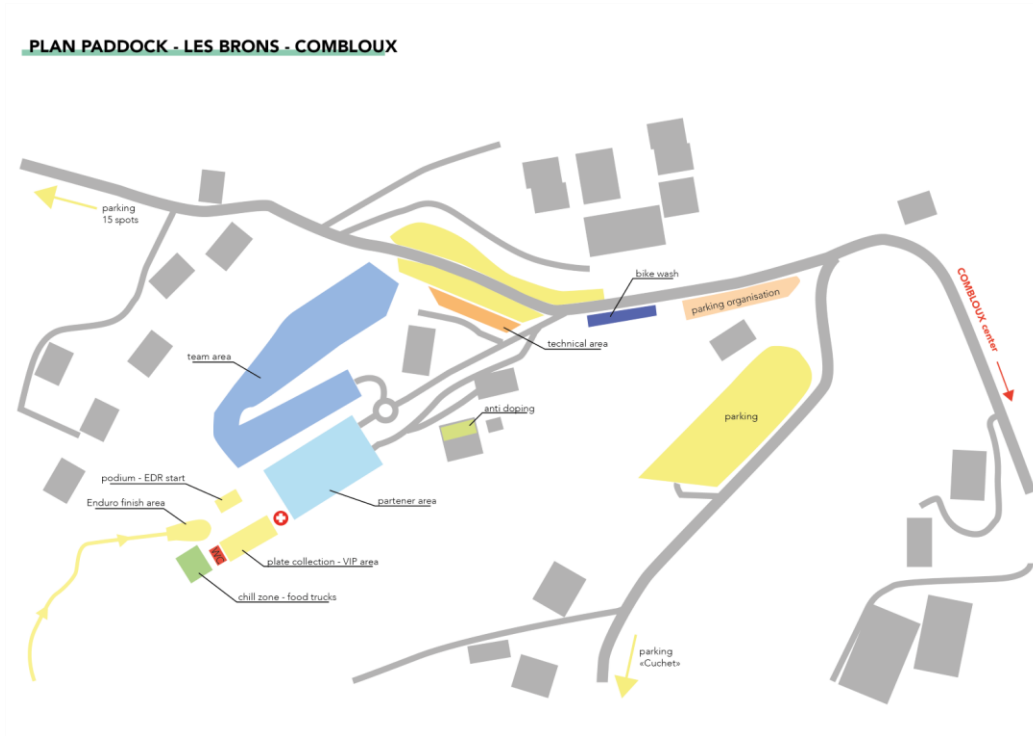 PLAN PADDOCK - LES BRONS - COMBLOUX
parking
15 spots
bike wash
parking organisation
COMBLOUX center
technical area
team area
anti doping
parking
podium - EDR start
Enduro finish area
partener area
WC
plate collection - VIP area
chill zone - food trucks
parking
«Cuchet»